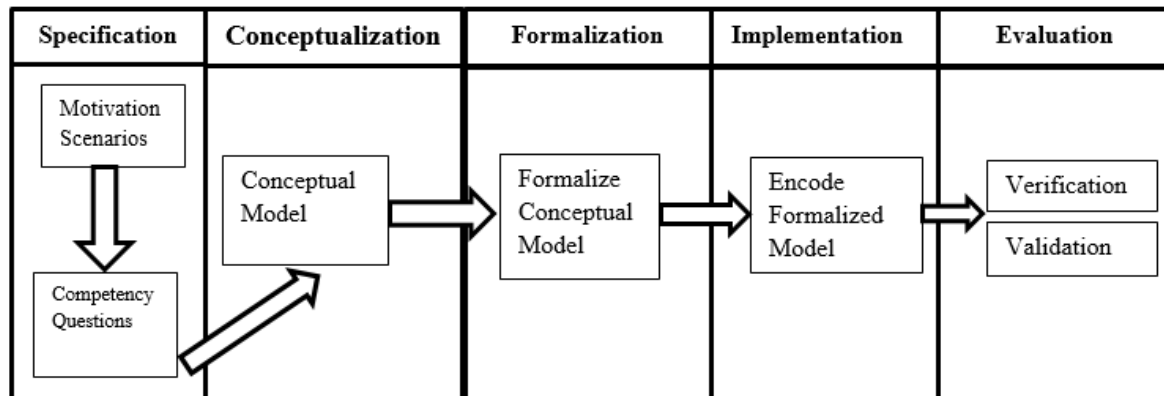 Specification
Conceptualization
Formalization
Implementation
Evaluation
Motivation
Scenarios
Competency
Questions
Conceptual
Model
Formalize
Conceptual
Model
Encode
Formalized
Model
Verification
Validation